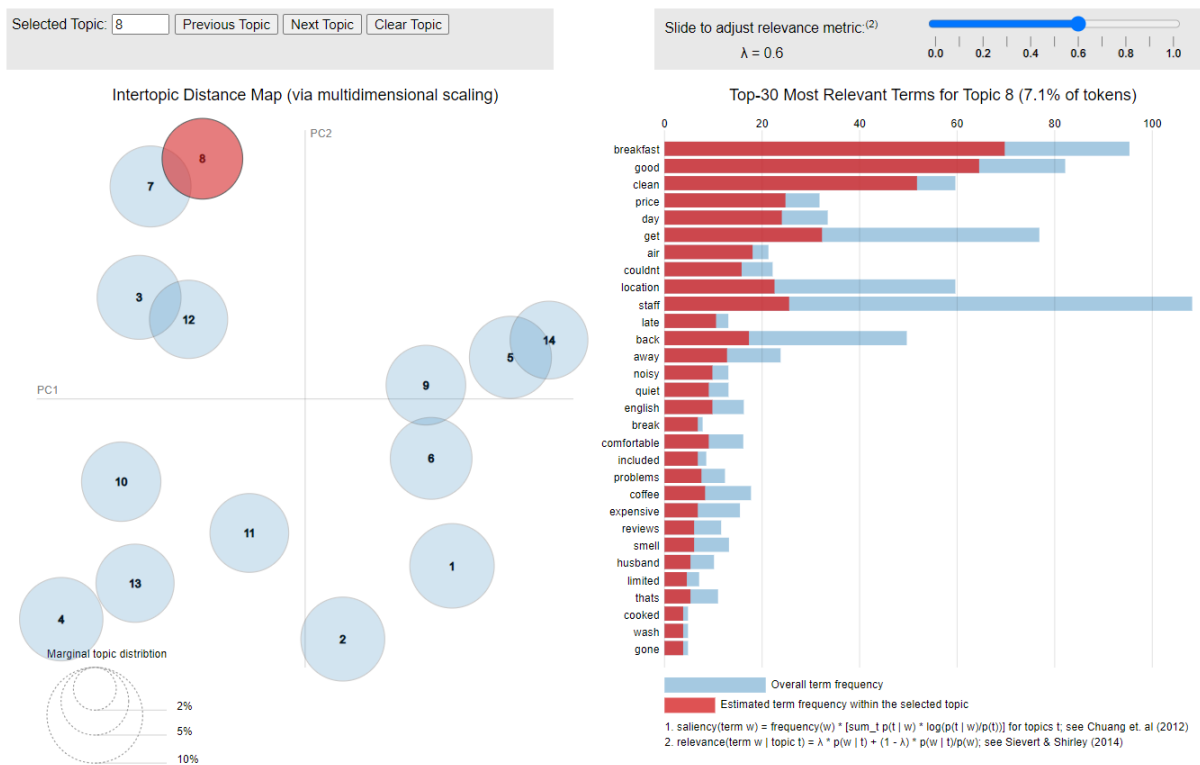 Selected Topic: 8 Previous Topic Next Topic Clear Topic
Slide to adjust relevance metric:(2)
λ = 0.6
0.0 0.2 0.4 0.6 0.8 1.0
Intertopic Distance Map (via multidimensional scaling)
PC2
PC1
8
7
3
12
14
5
9
6
10
11
1
13
4
2
Marginal topic distribtion
2%
5%
10%
Top-30 Most Relevant Terms for Topic 8 (7.1% of tokens)
0 20 40 60 80 100
breakfast
good
clean
price
day
get
air
couldnt
location
staff
late
back
away
noisy
quiet
english
break
comfortable
included
problems
coffee
expensive
reviews
smell
husband
limited
thats
cooked
wash
gone
Overall term frequency
Estimated term frequency within the selected topic
1. saliency(term w) = frequency(w) * [sum_t p(t | w) * log(p(t | w)/p(t))] for topics t; see Chuang et. al (2012)
2. relevance(term w | topic t) = λ * p(w | t) + (1 - λ) * p(w | t)/p(w); see Sievert & Shirley (2014)